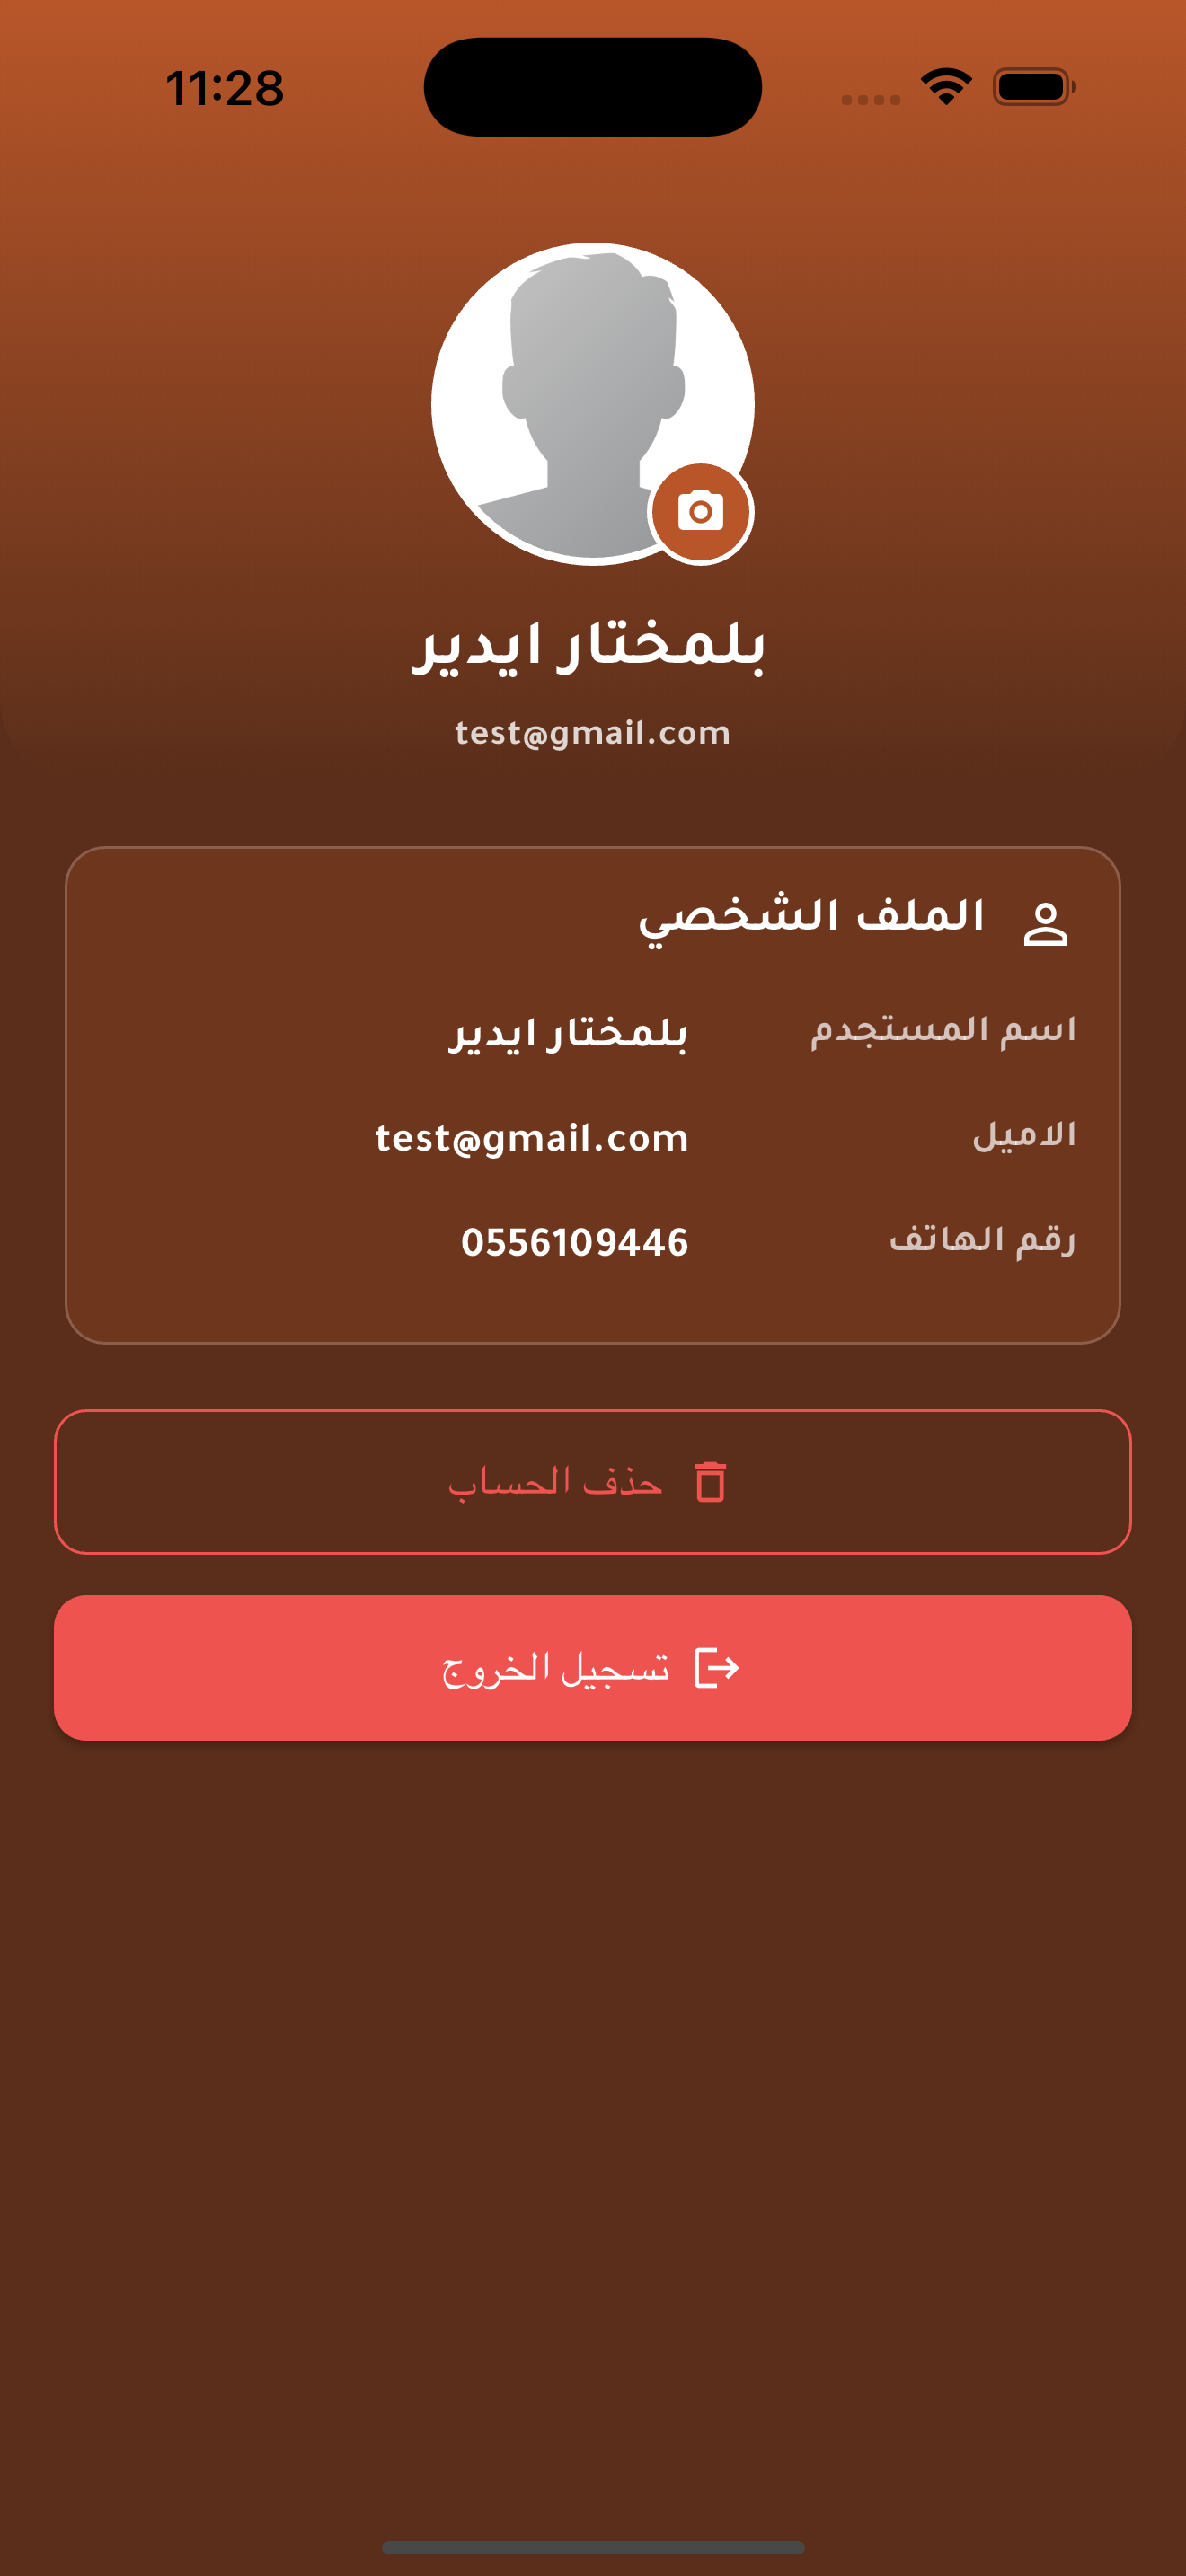 11:28
بلمختار ايدير
test@gmail.com
الملف الشخصي
اسم المستجدم بلمختار ايدير
الاميل test@gmail.com
رقم الهاتف 0556109446
حذف الحساب
تسجيل الخروج